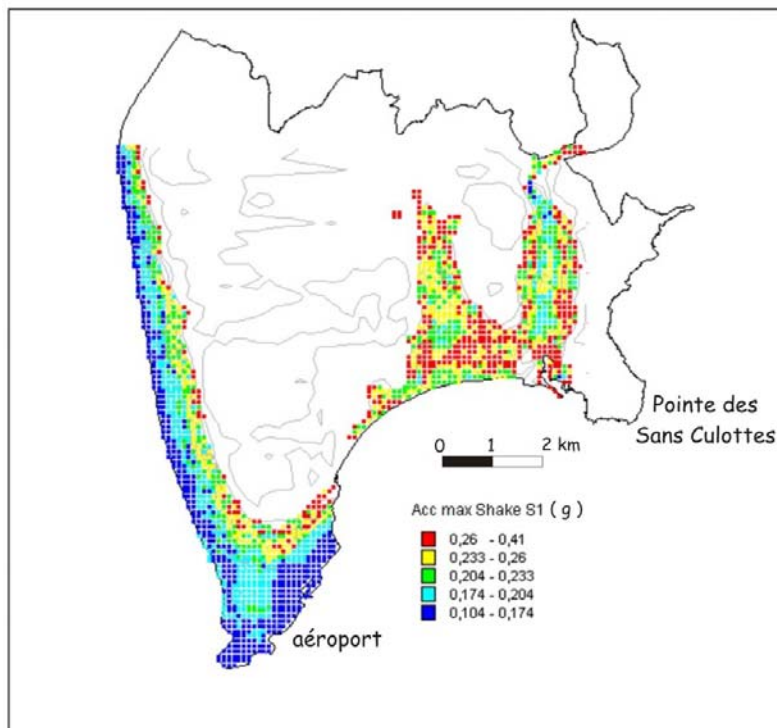 Pointe des
Sans Culottes
0 1 2 km
Acc max Shake S1 ( g )
0,26 - 0,41
0,233 - 0,26
0,204 - 0,233
0,174 - 0,204
0,104 - 0,174
aéroport